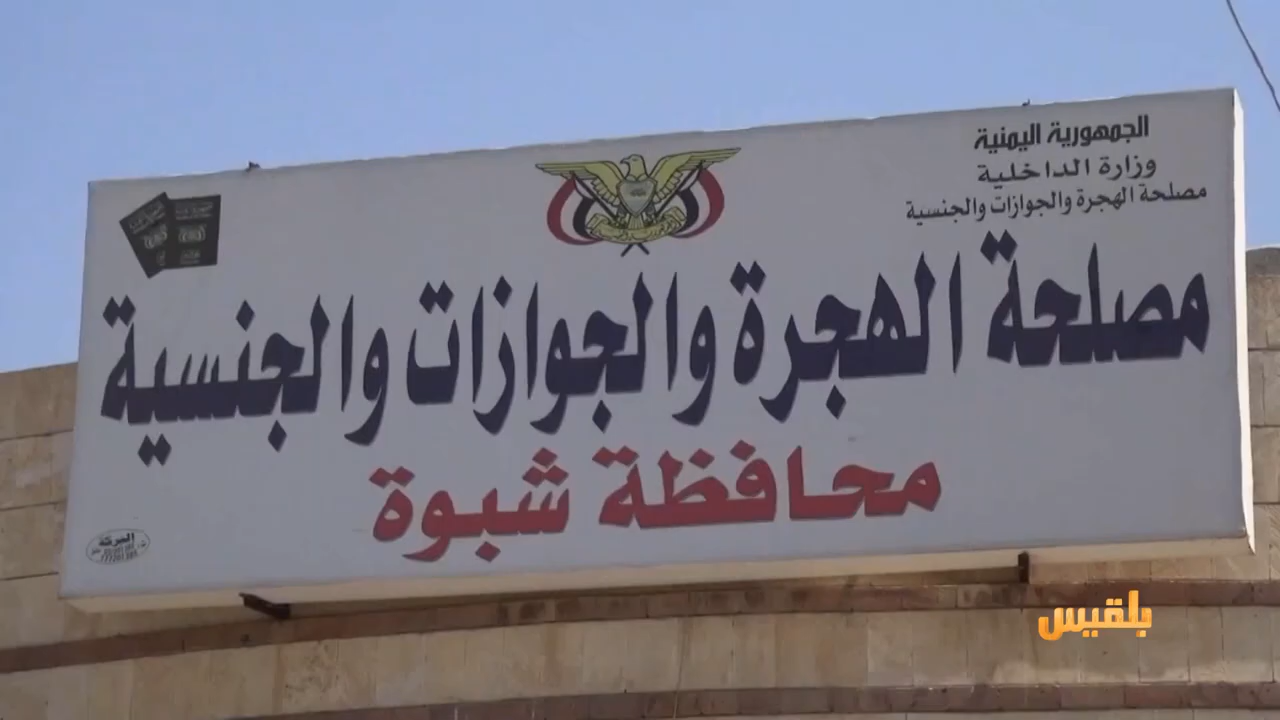 الجمهورية اليمنية
وزارة الداخلية
مصلحة الهجرة والجوازات والجنسية
مصلحة الهجرة والجوازات والجنسية
محافظة شبوة
بلقيس